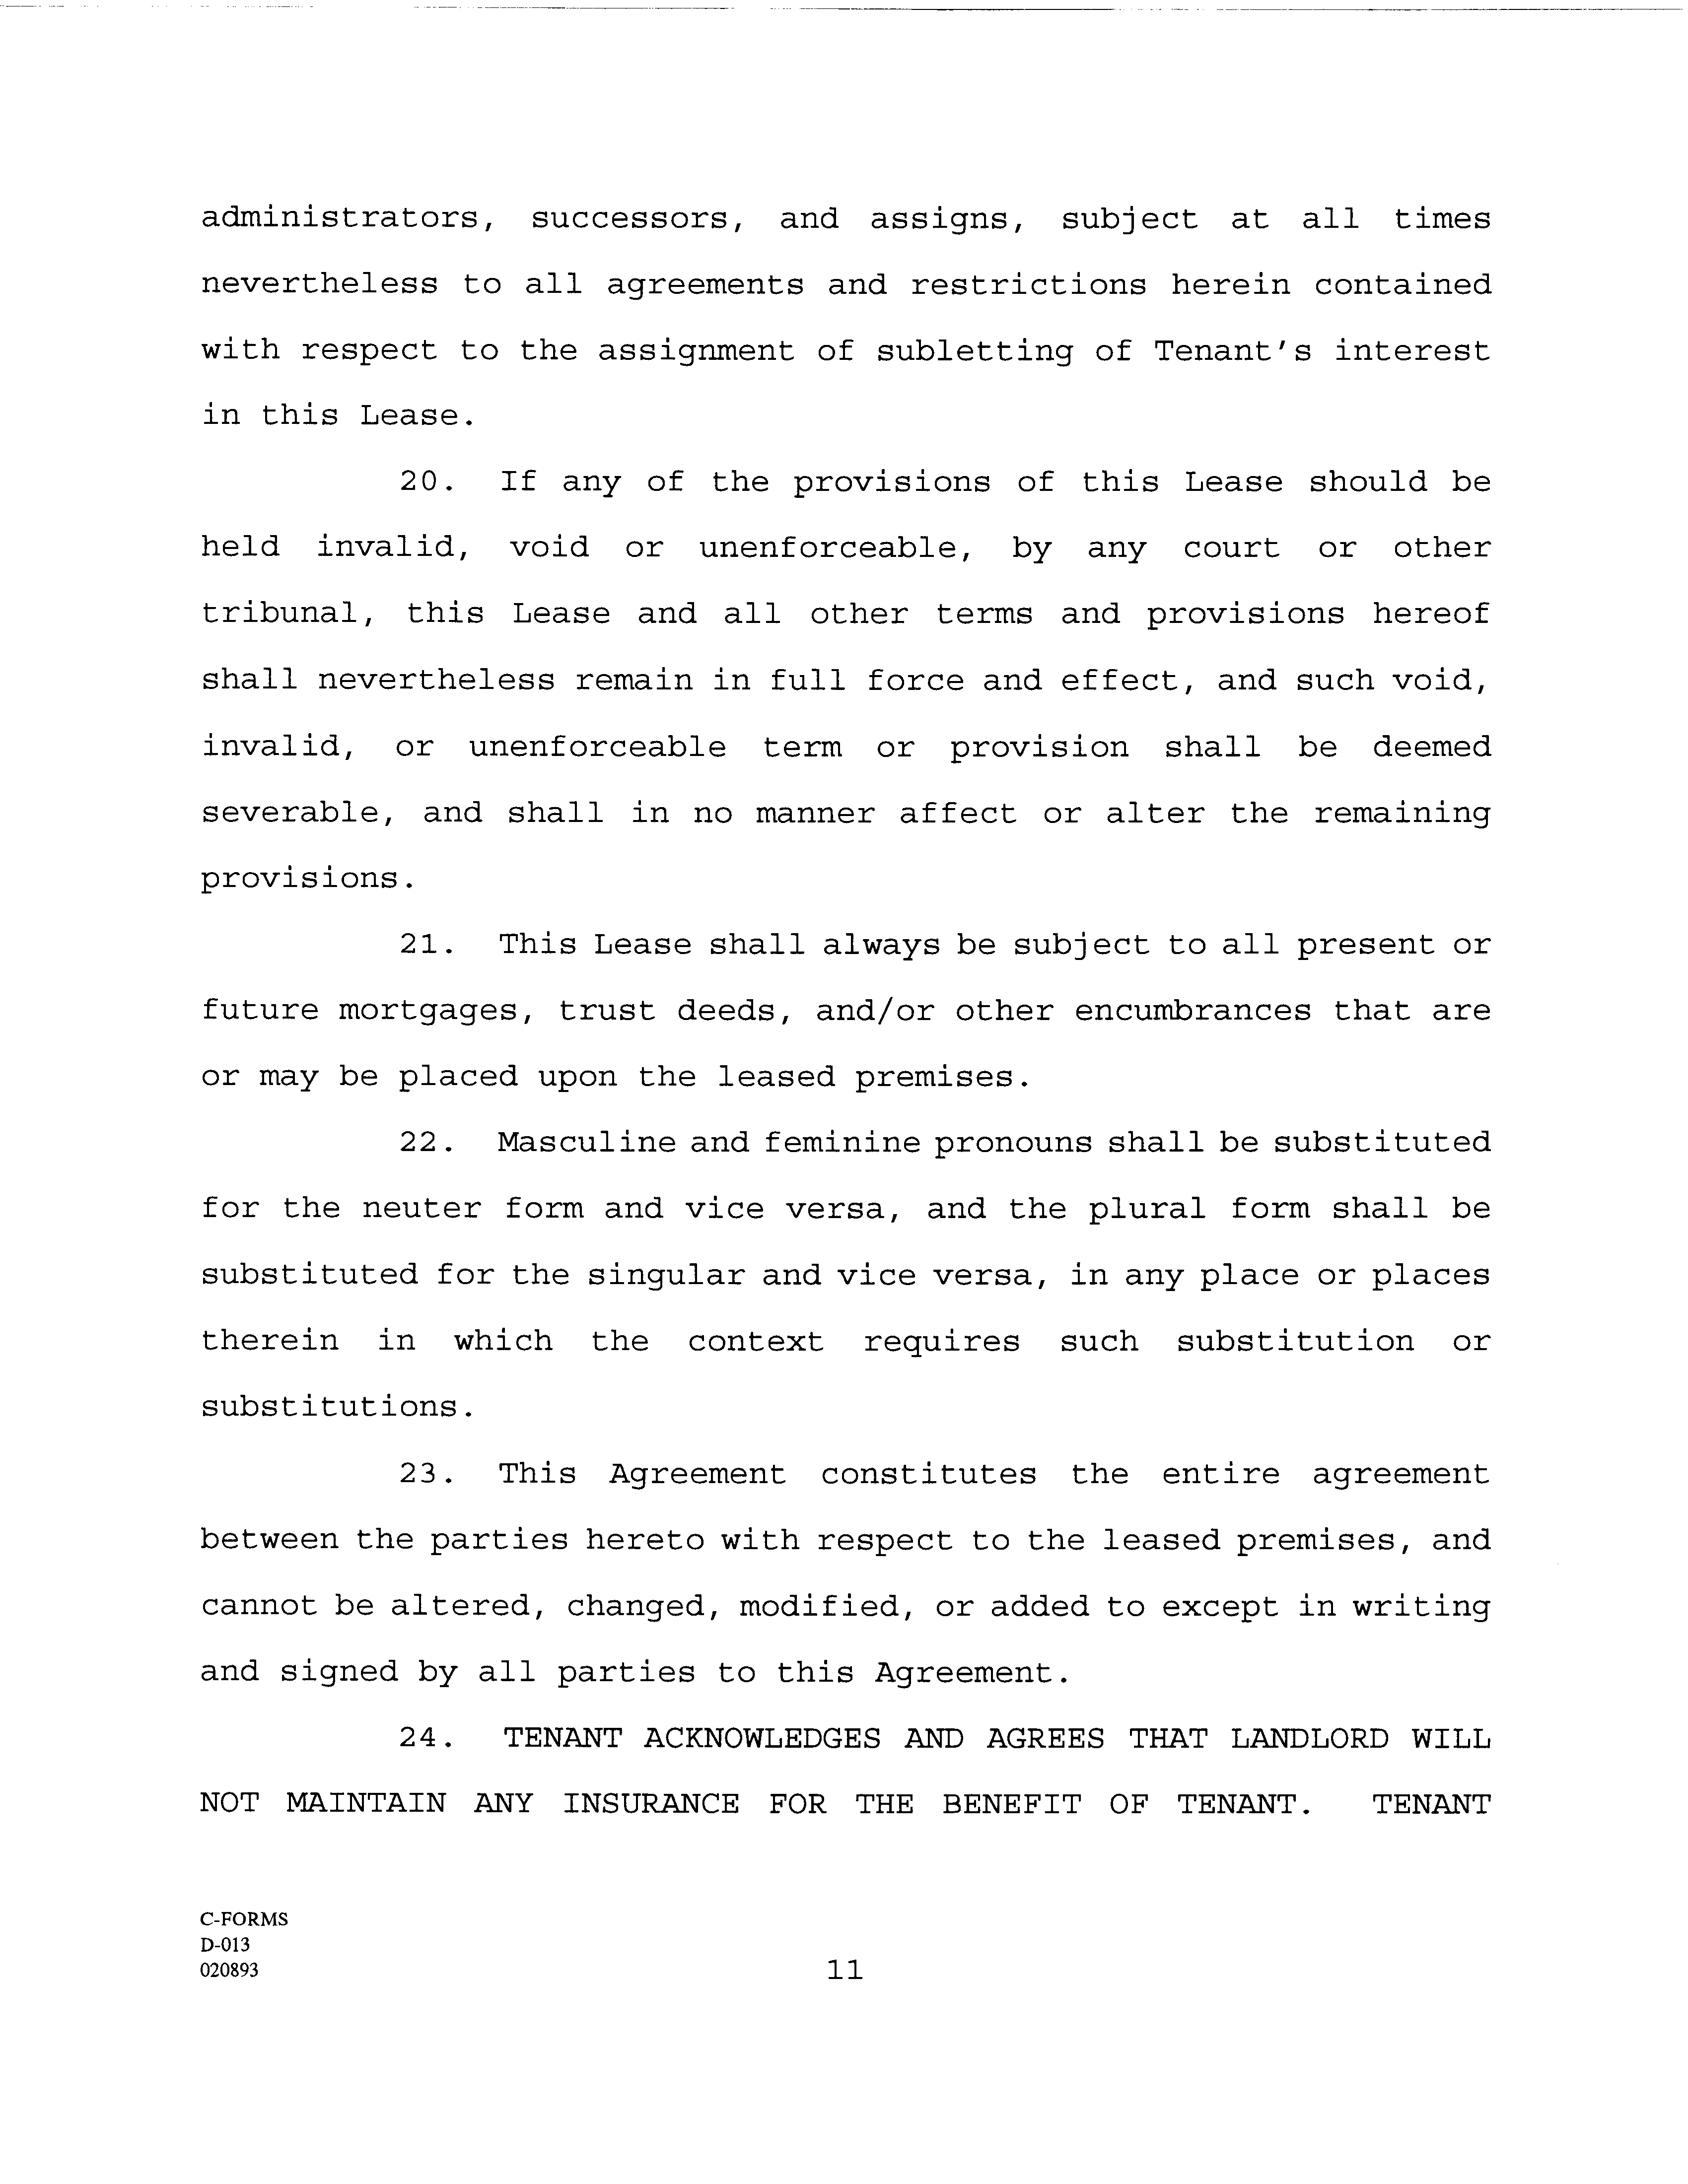 administrators, successors, and assigns, subject at all times
nevertheless to all agreements and restrictions herein contained
with respect to the assignment of subletting of Tenant's interest
in this Lease.
20. If any of the provisions of this Lease should be
held invalid, void or unenforceable, by any court or other
tribunal, this Lease and all other terms and provisions hereof
shall nevertheless remain in full force and effect, and such void,
invalid, or unenforceable term or provision shall be deemed
severable, and shall in no manner affect or alter the remaining
provisions.
21. This Lease shall always be subject to all present or
future mortgages, trust deeds, and/or other encumbrances that are
or may be placed upon the leased premises.
22. Masculine and feminine pronouns shall be substituted
for the neuter form and vice versa, and the plural form shall be
substituted for the singular and vice versa, in any place or places
therein in which the context requires such substitution or
substitutions.
23. This Agreement constitutes the entire agreement
between the parties hereto with respect to the leased premises, and
cannot be altered, changed, modified, or added to except in writing
and signed by all parties to this Agreement.
24. TENANT ACKNOWLEDGES AND AGREES THAT LANDLORD WILL
NOT MAINTAIN ANY INSURANCE FOR THE BENEFIT OF TENANT. TENANT
C-FORMS
D-013
020893
11